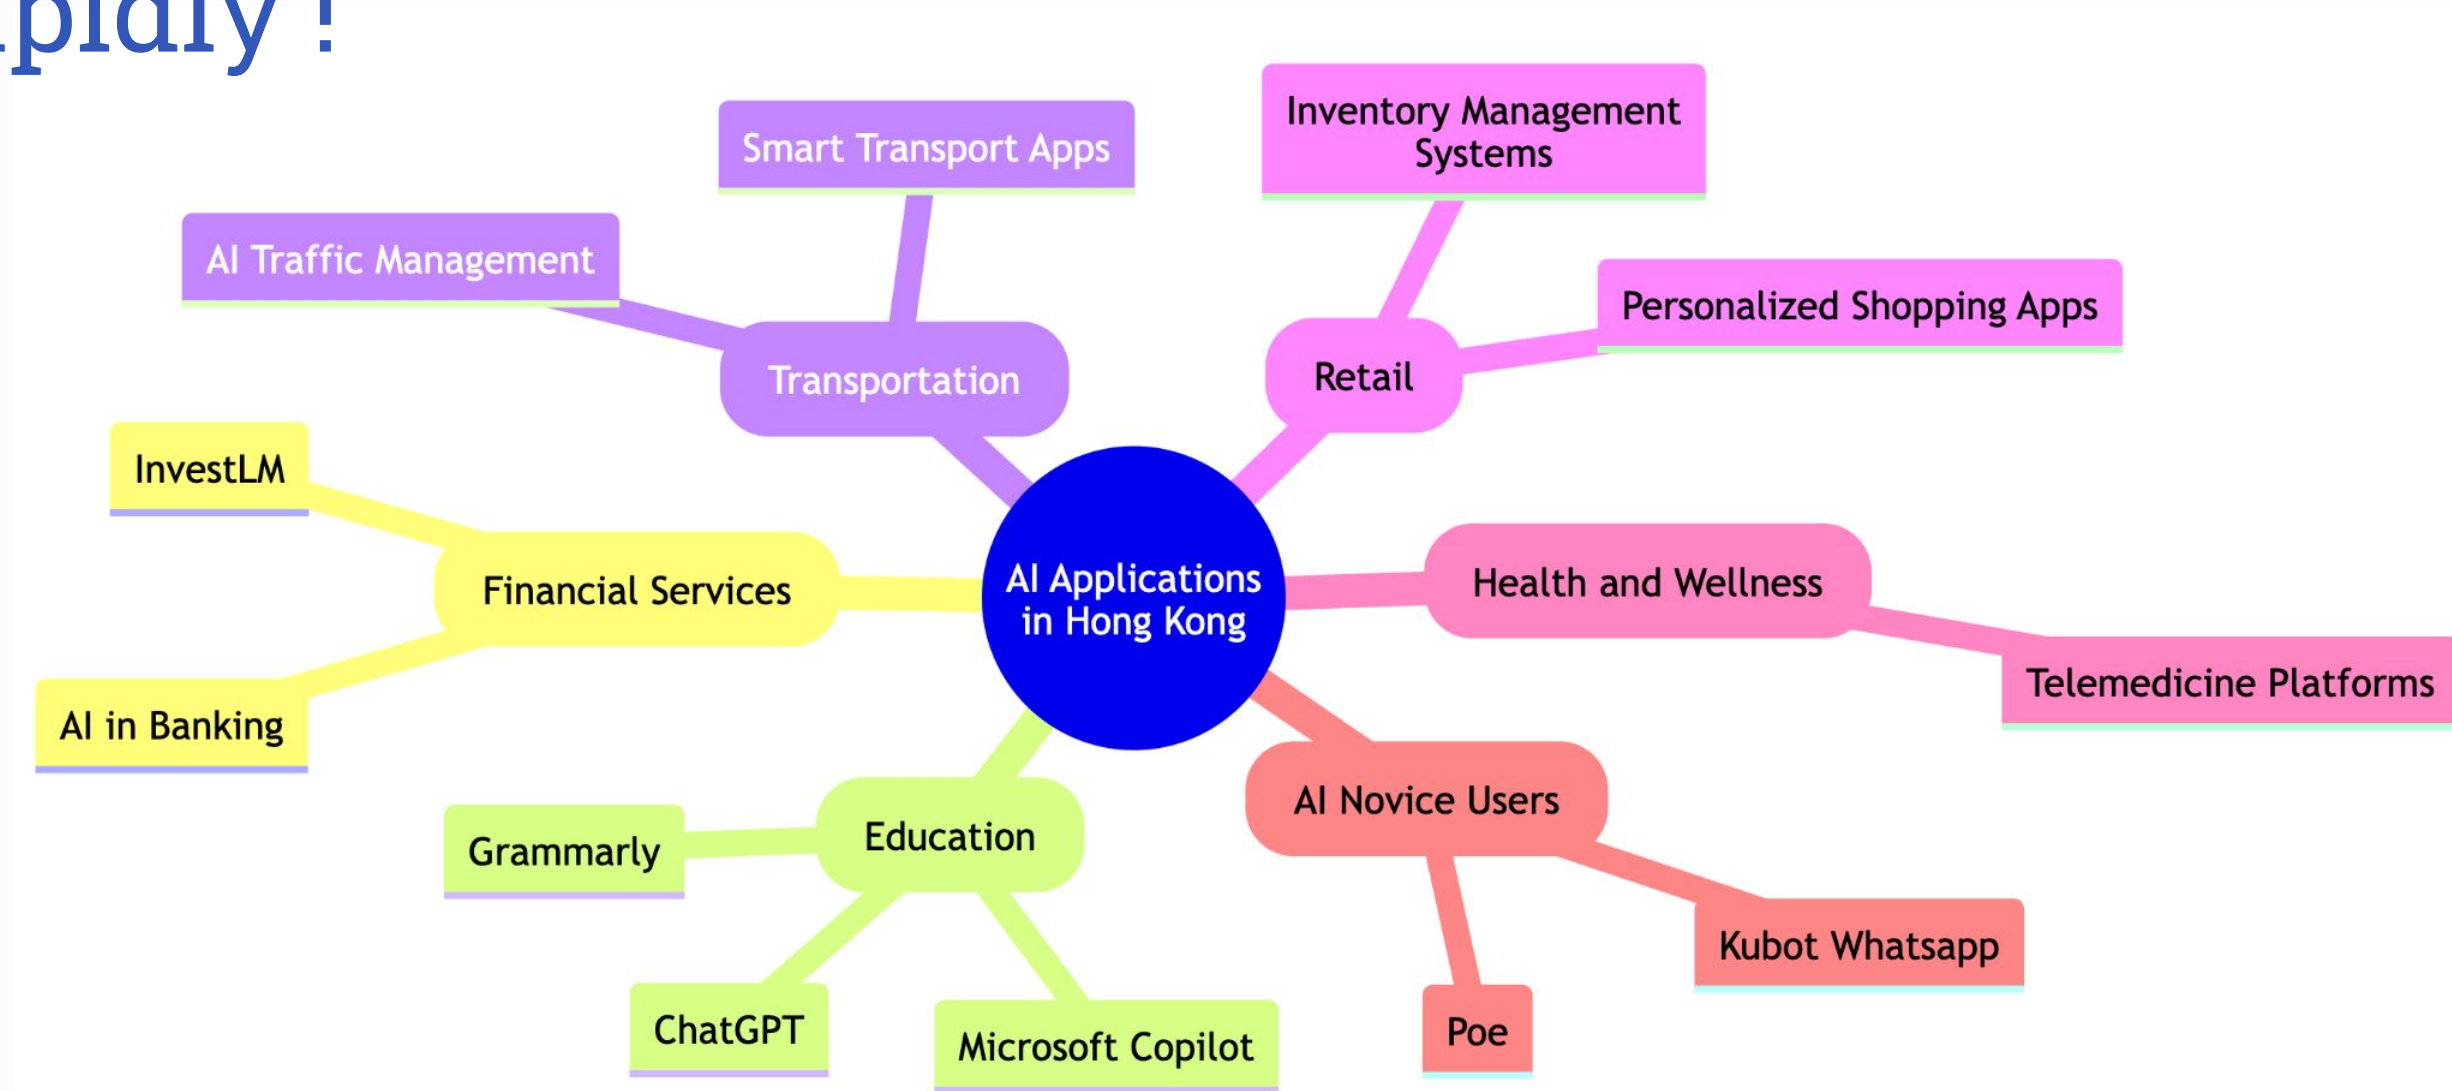 Smart Transport Apps
Inventory Management
Systems
AI Traffic Management
Personalized Shopping Apps
Transportation
Retail
InvestLM
Financial Services
AI Applications
in Hong Kong
Health and Wellness
Telemedicine Platforms
AI in Banking
AI Novice Users
Education
Grammarly
Kubot Whatsapp
ChatGPT
Microsoft Copilot
Poe